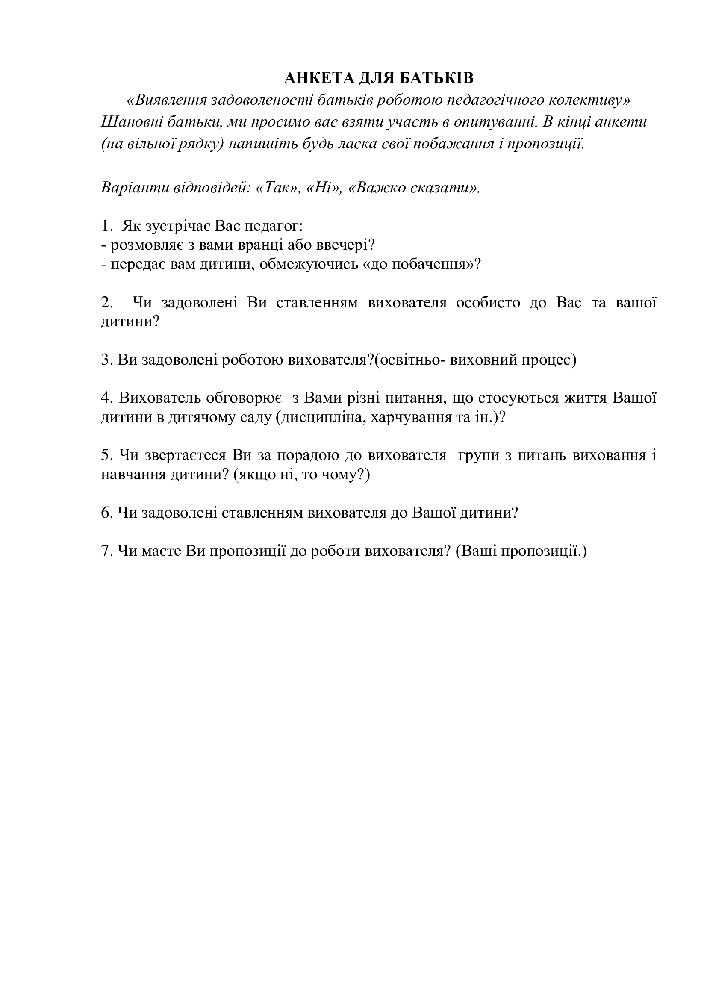 АНКЕТА ДЛЯ БАТЬКІВ
«Виявлення задоволеності батьків роботою педагогічного колективу»
Шановні батьки, ми просимо вас взяти участь в опитуванні. В кінці анкети
(на вільної рядку) напишіть будь ласка свої побажання і пропозиції.
Варіанти відповідей: «Так», «Ні», «Важко сказати».
1.  Як зустрічає Вас педагог:
- розмовляє з вами вранці або ввечері?
- передає вам дитини, обмежуючись «до побачення»?
2.  Чи задоволені Ви ставленням вихователя особисто до Вас та вашої
дитини?
3. Ви задоволені роботою вихователя?(освітньо- виховний процес)
4. Вихователь обговорює  з Вами різні питання, що стосуються життя Вашої
дитини в дитячому саду (дисципліна, харчування та ін.)?
5. Чи звертаєтеся Ви за порадою до вихователя  групи з питань виховання і
навчання дитини? (якщо ні, то чому?)
6. Чи задоволені ставленням вихователя до Вашої дитини?
7. Чи маєте Ви пропозиції до роботи вихователя? (Ваші пропозиції.)